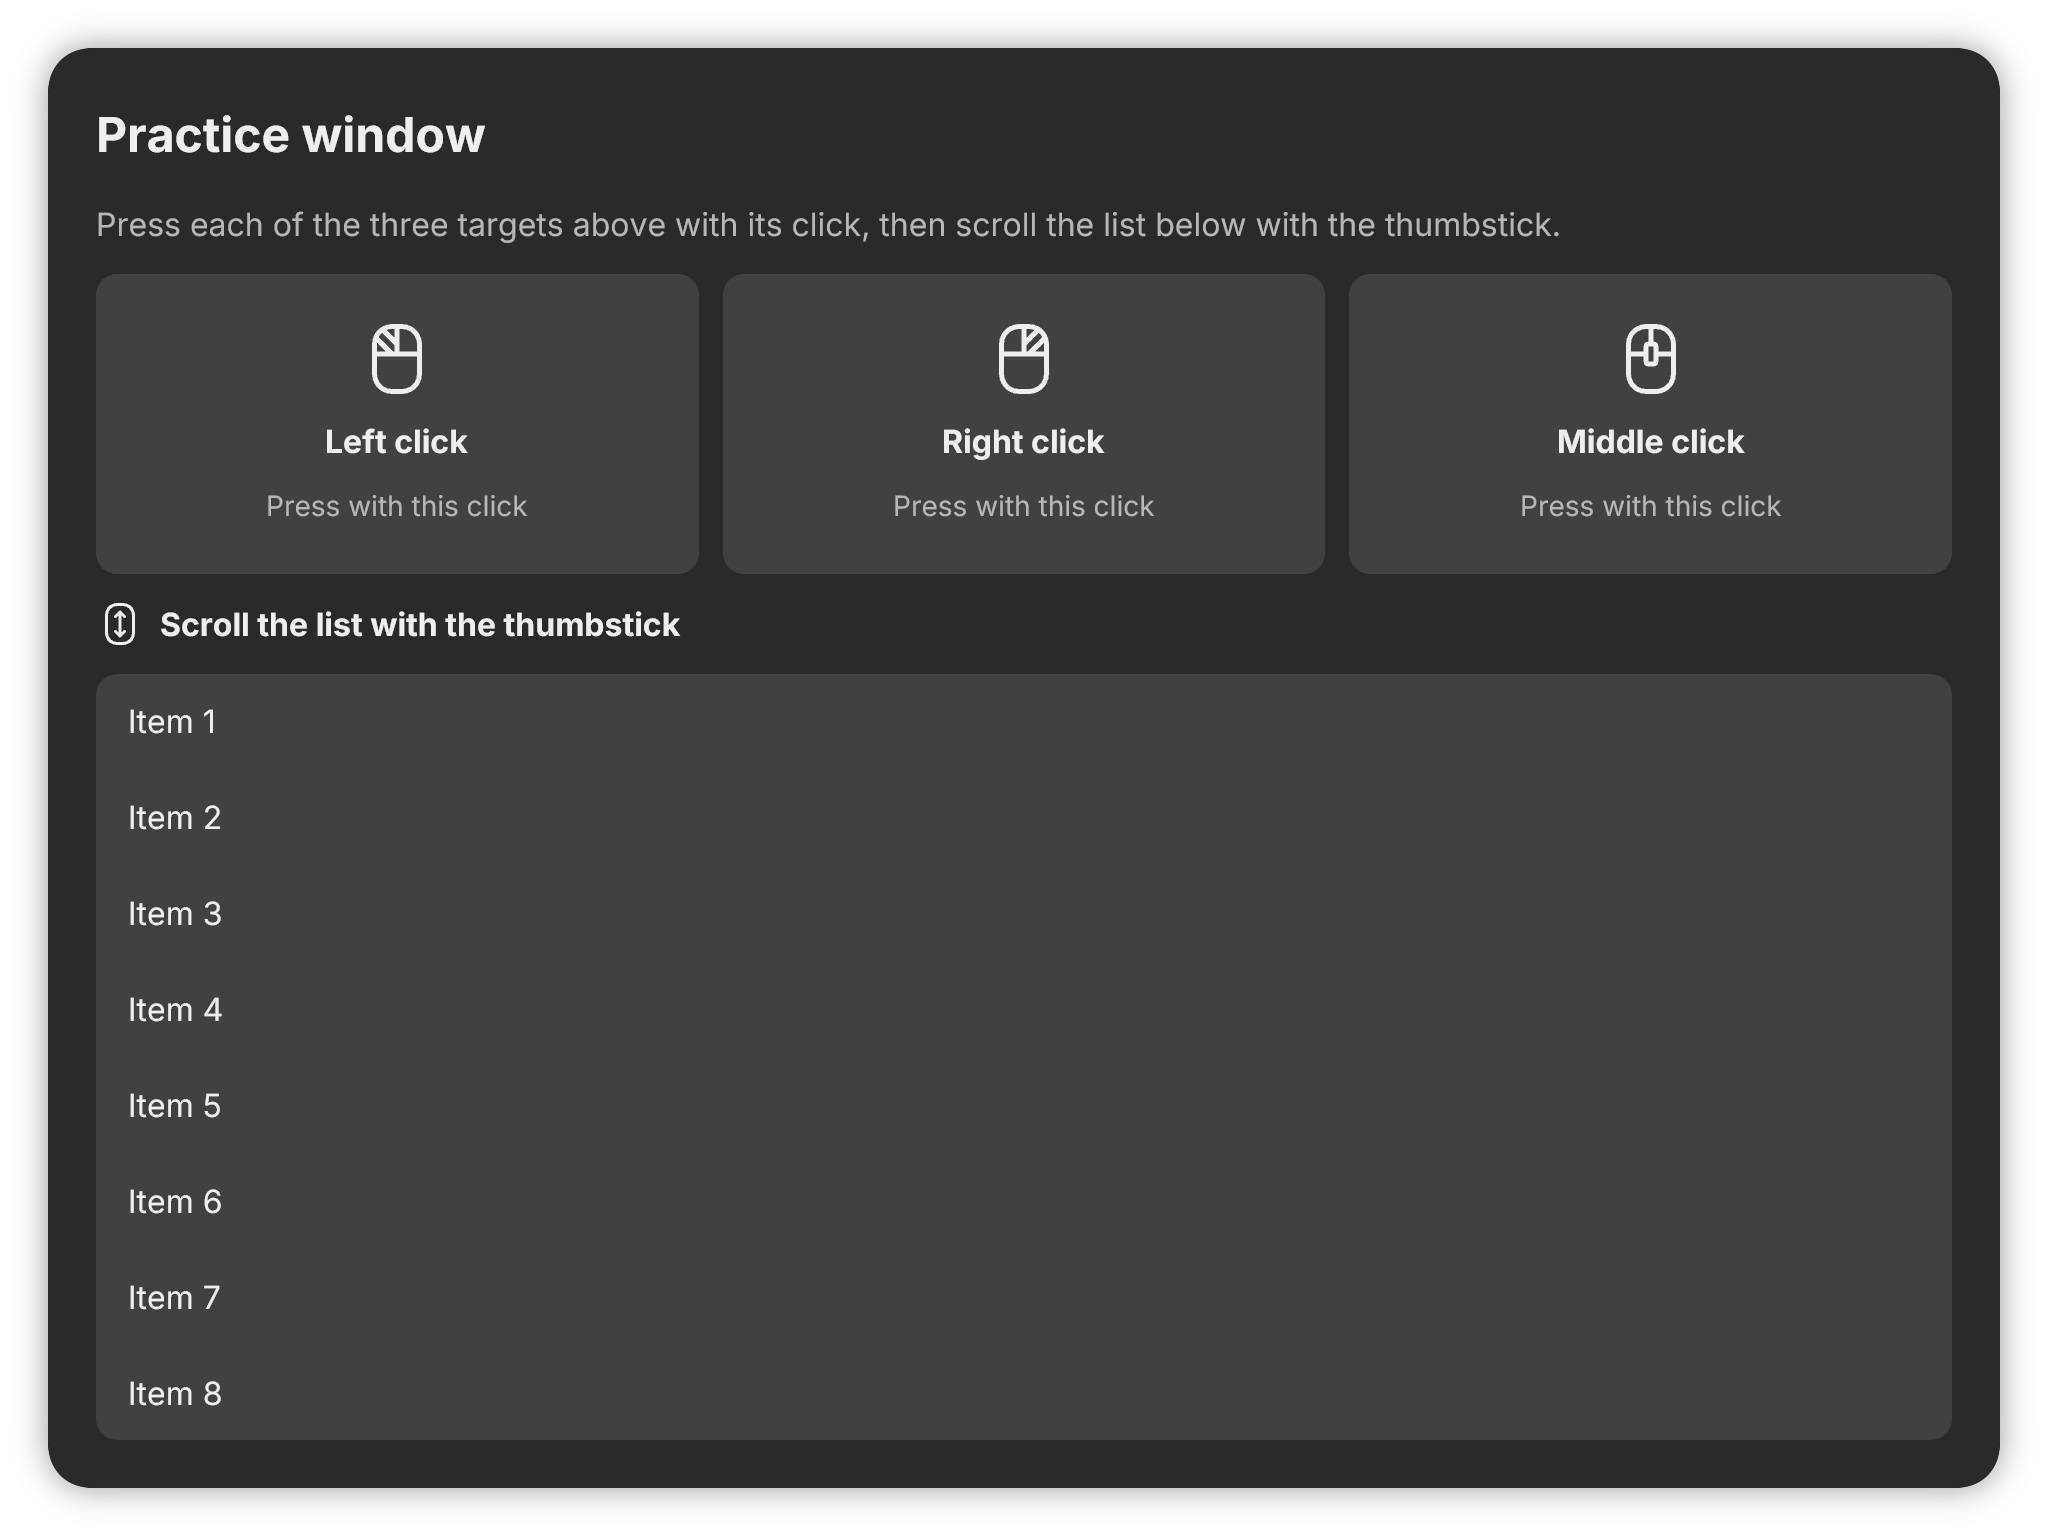 Practice window
Press each of the three targets above with its click, then scroll the list below with the thumbstick.
Left click
Press with this click
Right click
Press with this click
Middle click
Press with this click
Scroll the list with the thumbstick
Item 1
Item 2
Item 3
Item 4
Item 5
Item 6
Item 7
Item 8